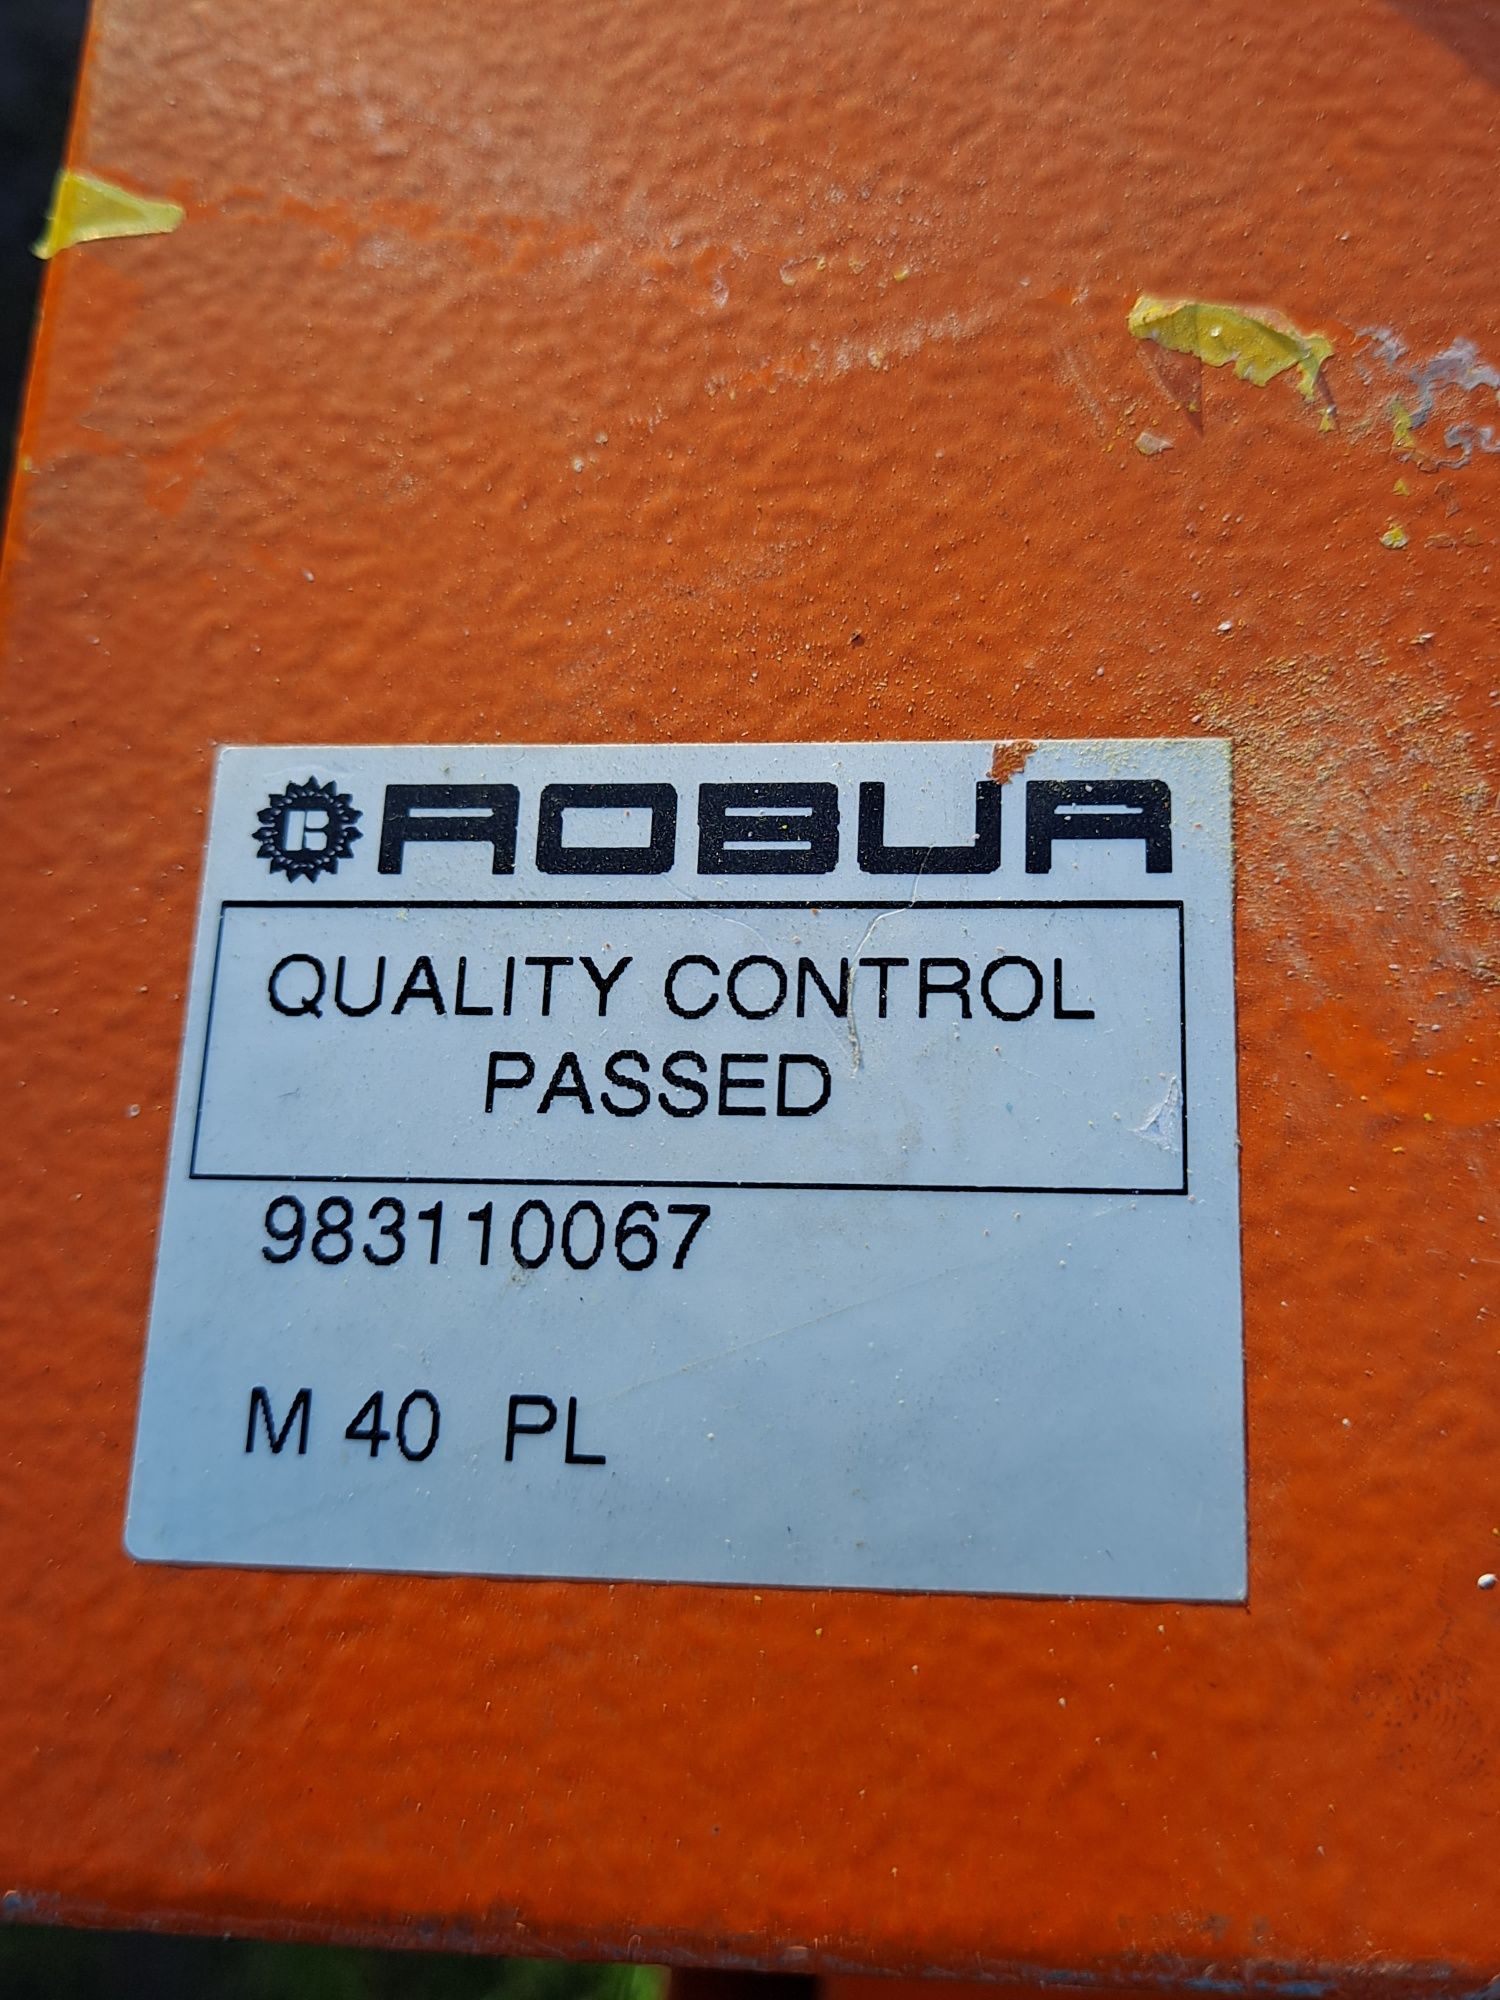 ROBUR
QUALITY CONTROL
PASSED
983110067
M 40 PL